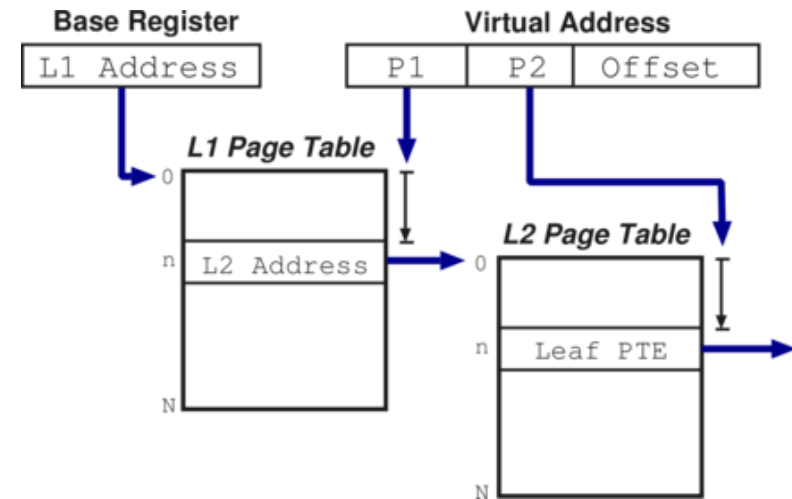 Base Register
Virtual Address
L1 Address
P1 P2 Offset
L1 Page Table
0
n L2 Address
N
L2 Page Table
0
n Leaf PTE
N